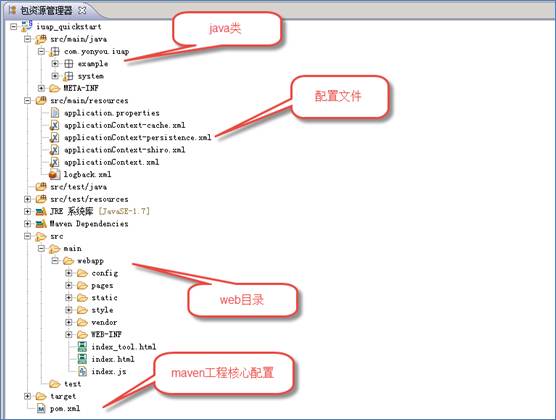 包资源管理器
iuap_quickstart
src/main/java
com.yonyou.iuap
example
system
META-INF
java类
src/main/resources
application.properties
applicationContext-cache.xml
applicationContext-persistence.xml
applicationContext-shiro.xml
applicationContext.xml
logback.xml
配置文件
src/test/java
src/test/resources
JRE 系统库 [JavaSE-1.7]
Maven Dependencies
src
main
webapp
config
pages
static
style
vendor
WEB-INF
index_tool.html
index.html
index.js
web目录
test
target
pom.xml
maven工程核心配置